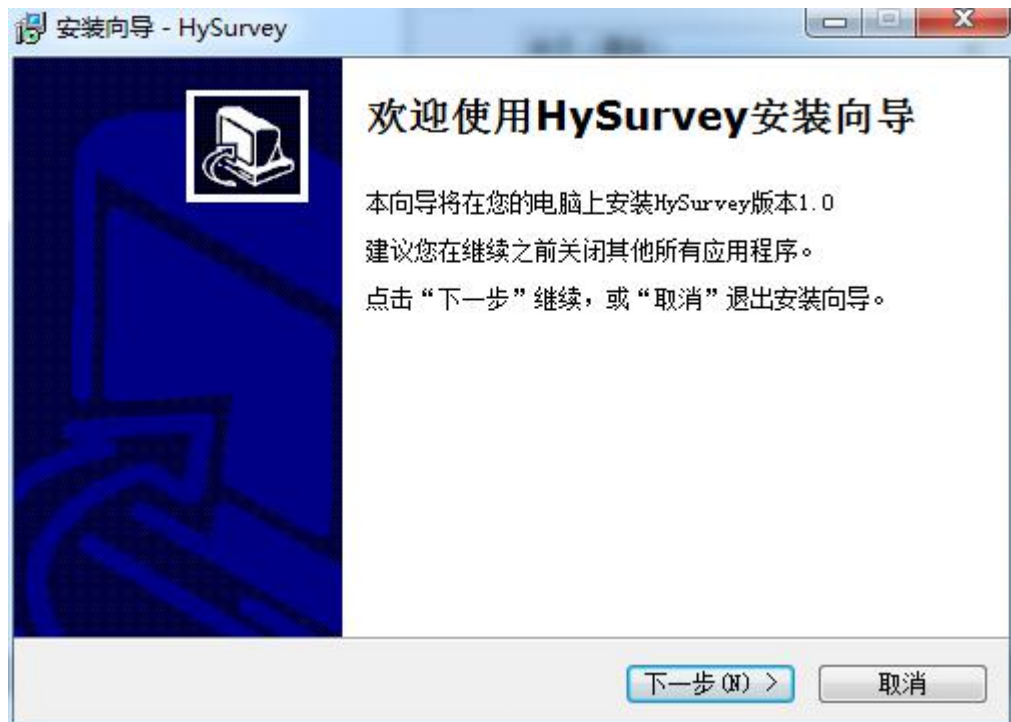 安装向导 - HySurvey
欢迎使用HySurvey安装向导
本向导将在您的电脑上安装HySurvey版本1.0
建议您在继续之前关闭其他所有应用程序。
点击“下一步”继续，或“取消”退出安装向导。
下一步(N) >
取消